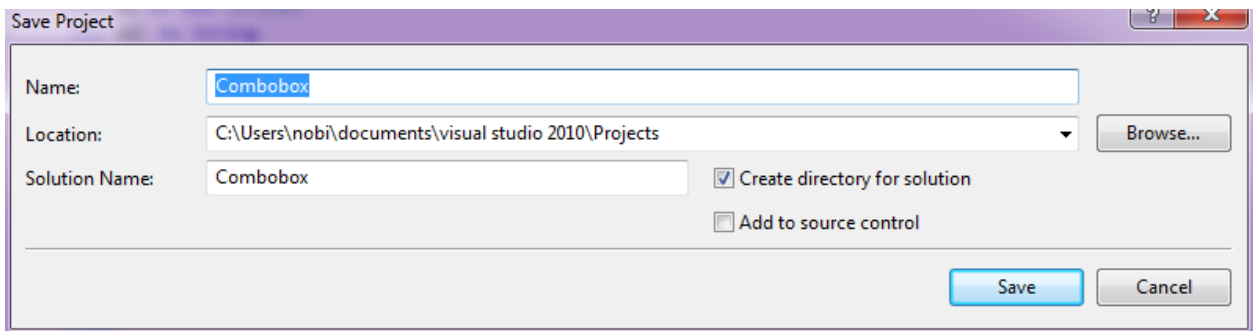 Save Project
Name:
Combobox
Location:
C:\Users\nobi\documents\visual studio 2010\Projects
Browse...
Solution Name:
Combobox
Create directory for solution
Add to source control
Save
Cancel